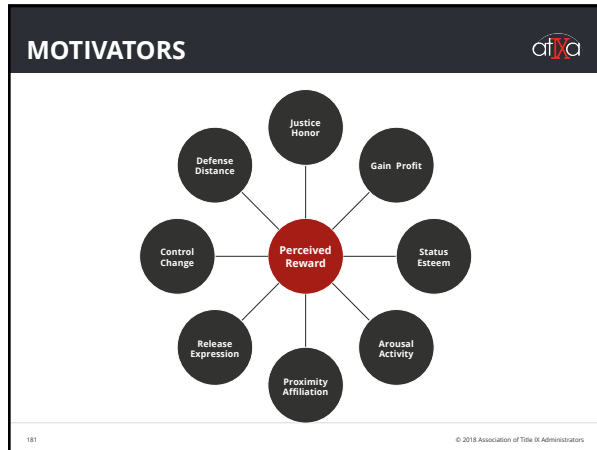 MOTIVATORS
atIXa
Justice
Honor
Defense
Distance
Gain Profit
Control
Change
Perceived
Reward
Status
Esteem
Release
Expression
Arousal
Activity
Proximity
Affiliation
181
© 2018 Association of Title IX Administrators